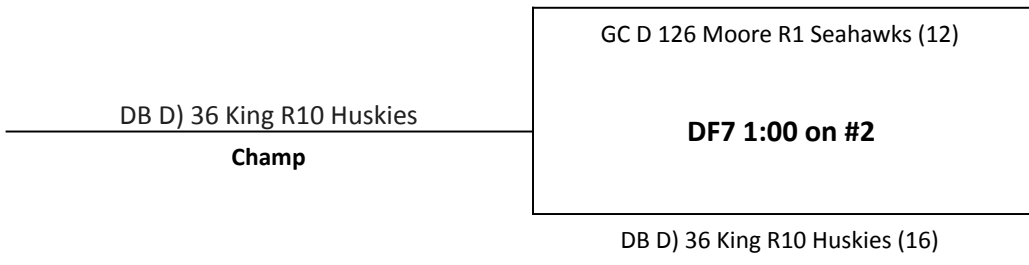 GC D 126 Moore R1 Seahawks (12)
DB D) 36 King R10 Huskies
DF7 1:00 on #2
Champ
DB D) 36 King R10 Huskies (16)